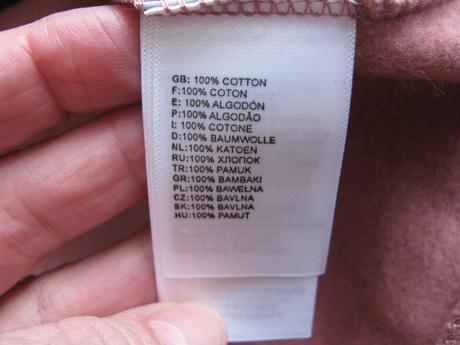 GB: 100% COTTON
F: 100% COTON
E: 100% ALGODÓN
P:100% ALGODÃO
I: 100% COTONE
D:100% BAUMWOLLE
NL:100% KATOEN
RU:100% ХЛОПОК
TR:100% PAMUK
GR:100% BAMBAKI
PL:100% BAWEŁNA
CZ:100% BAVLNA
SK:100% BAVLNA
HU:100% PAMUT